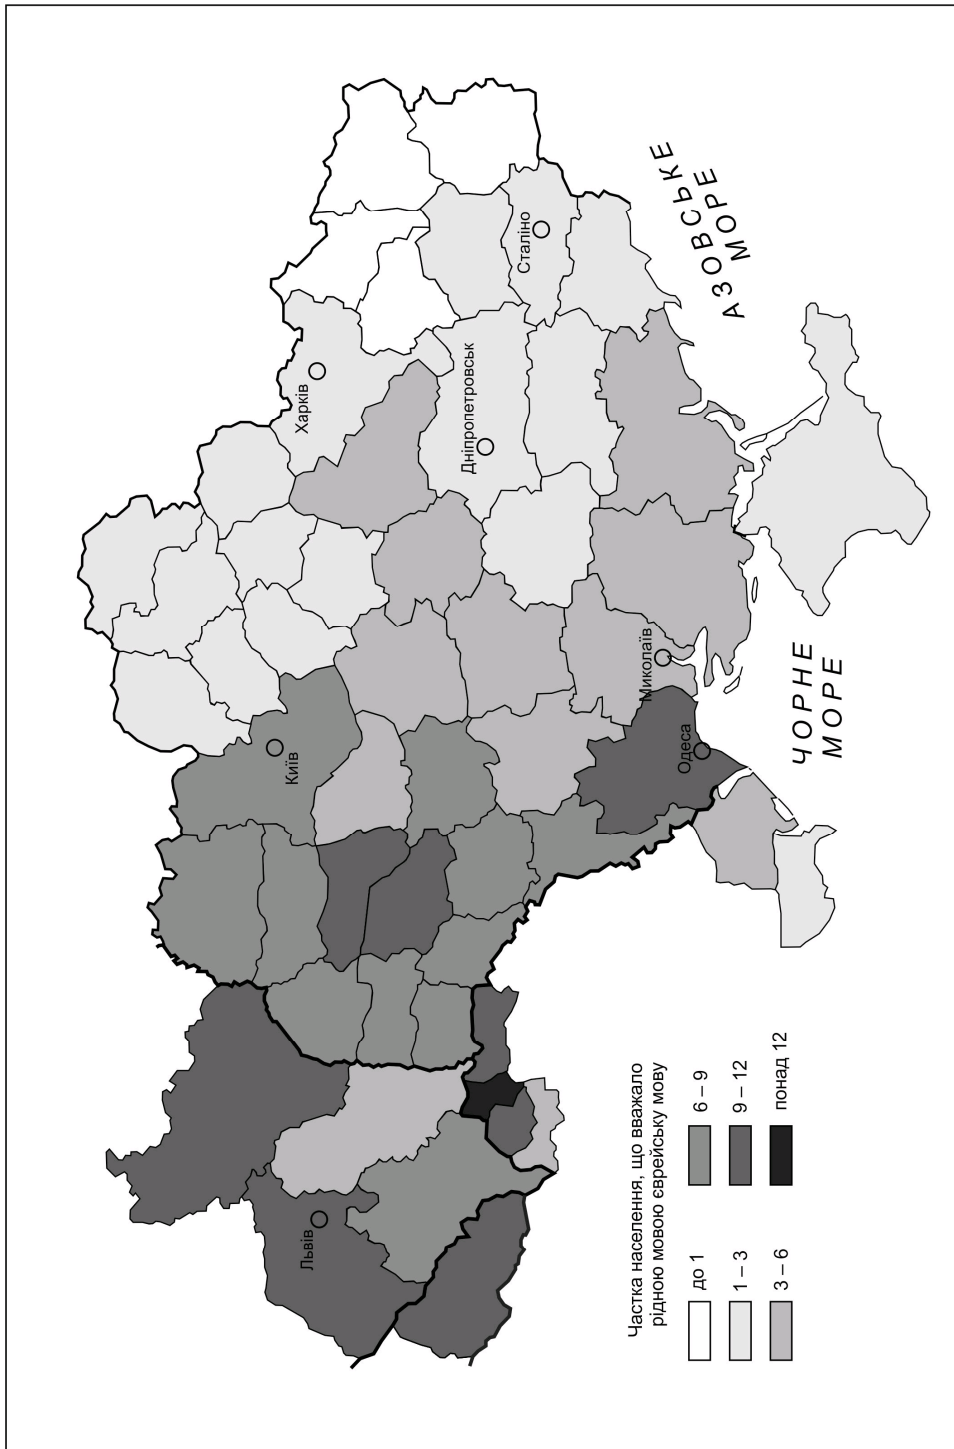 Харків
Київ
Львів
Дніпропетровськ
Сталіно
Миколаїв
Одеса
АЗОВСЬКЕ
МОРЕ
ЧОРНЕ
МОРЕ
Частка населення, що вважало
рідною мовою єврейську мову
до 1
1 – 3
3 – 6
6 – 9
9 – 12
понад 12